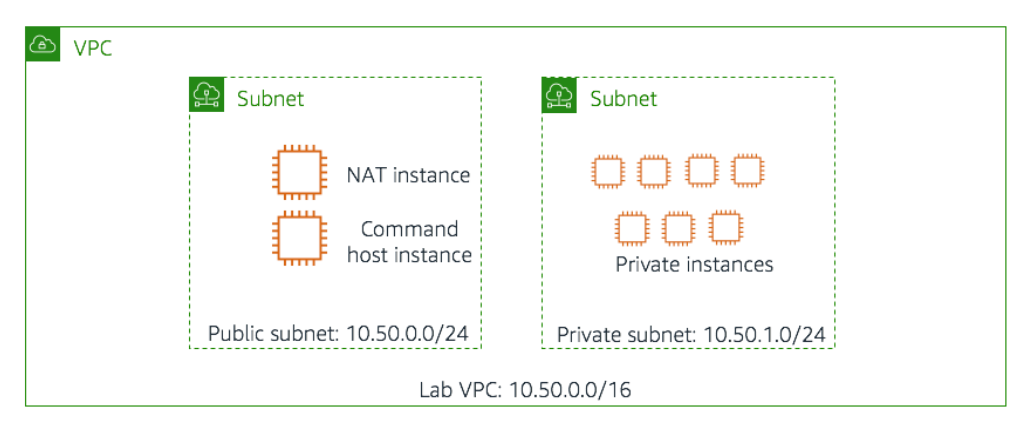 VPC
Subnet
NAT instance
Command
host instance
Public subnet: 10.50.0.0/24
Subnet
Private instances
Private subnet: 10.50.1.0/24
Lab VPC: 10.50.0.0/16